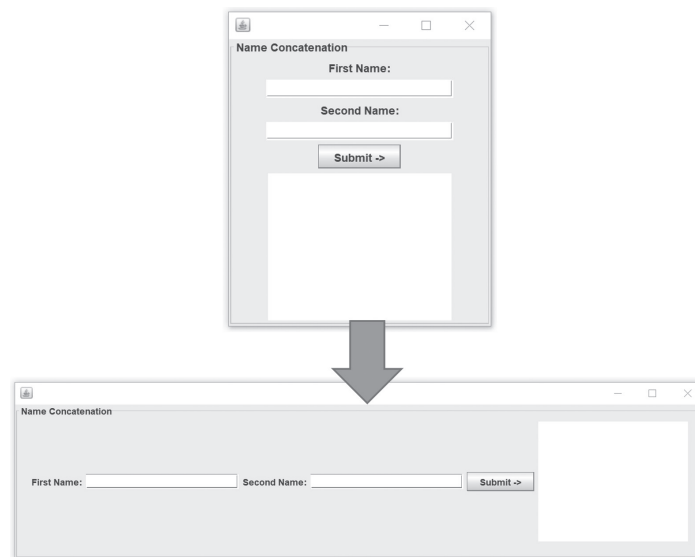 Name Concatenation
First Name:
Second Name:
Submit ->
Name Concatenation
First Name: Second Name: Submit ->